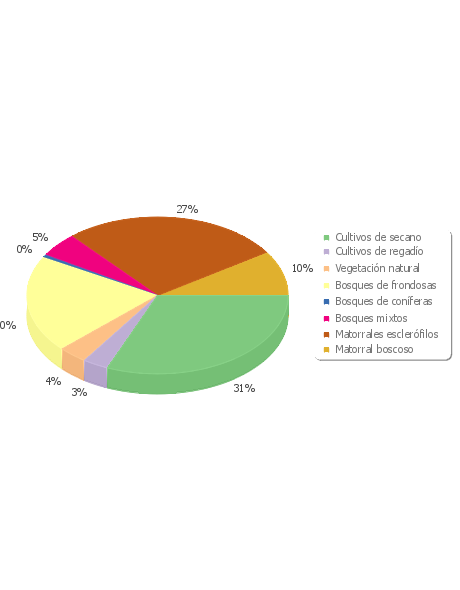 27%
5%
0%
10%
0%
4%
3%
31%
Cultivos de secano
Cultivos de regadío
Vegetación natural
Bosques de frondosas
Bosques de coníferas
Bosques mixtos
Matorrales esclerófilos
Matorral boscoso